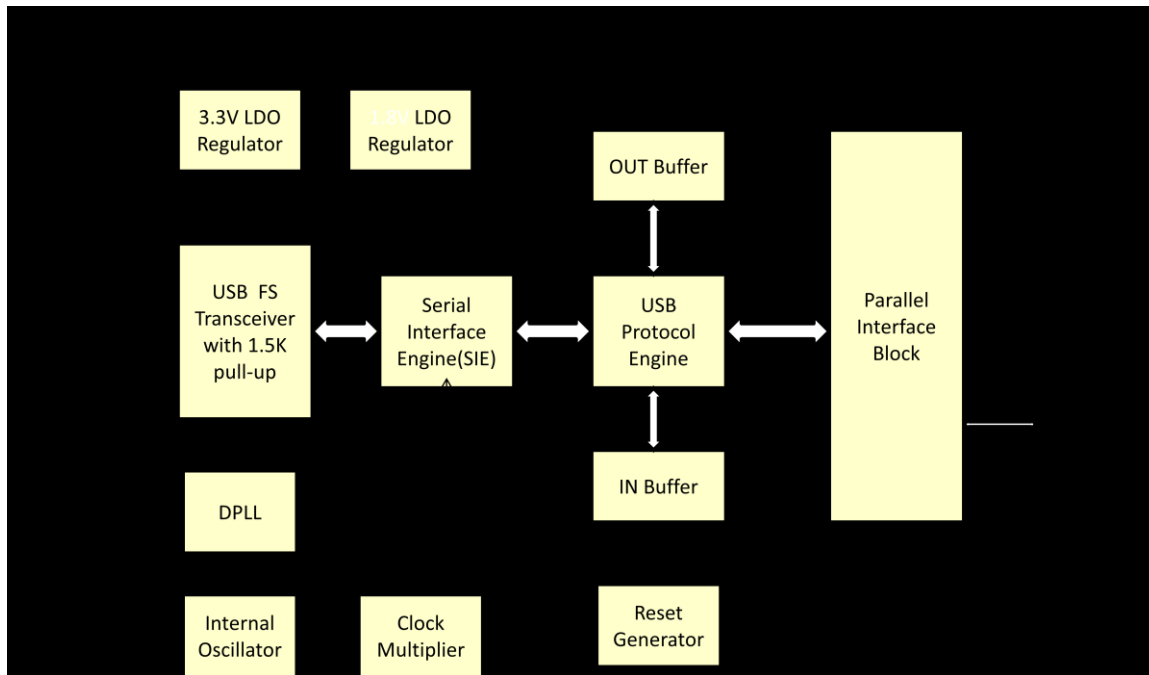 3.3V LDO
Regulator
LDO
Regulator
OUT Buffer
USB FS
Transceiver
with 1.5K
pull-up
Serial
Interface
Engine(SIE)
USB
Protocol
Engine
Parallel
Interface
Block
IN Buffer
DPLL
Internal
Oscillator
Clock
Multiplier
Reset
Generator